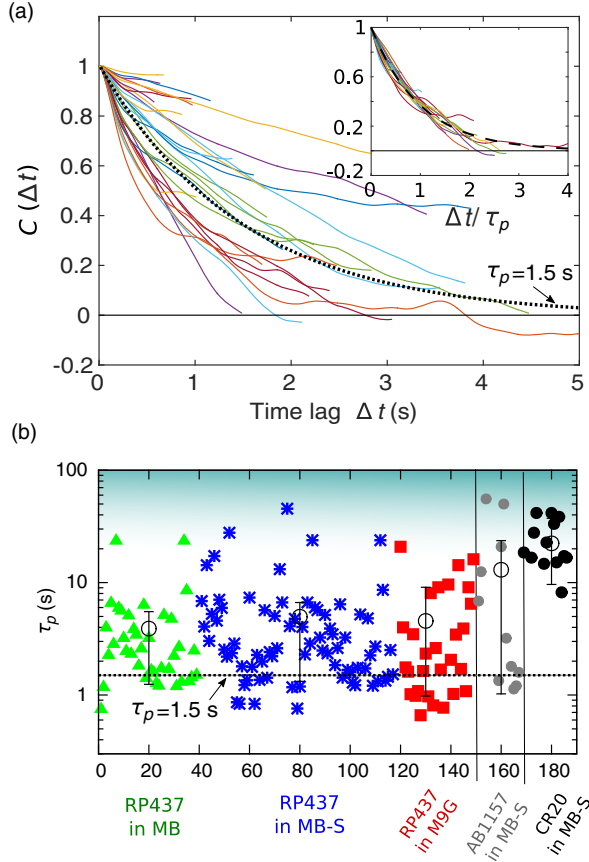 (a)
C (Δt)
1
0.8
0.6
0.4
0.2
0
-0.2
0 1 2 3 4 5
Time lag Δt (s)
τp=1.5 s
1
0.6
0.2
-0.2
0 1 2 3 4
Δt/ τp
(b)
τp (s)
100
10
1
τp=1.5 s
0 20 40 60 80 100 120 140 160 180
RP437
in MB
RP437
in MB-S
RP437
in M9G
AB1157
in MB-S
CR20
in MB-S